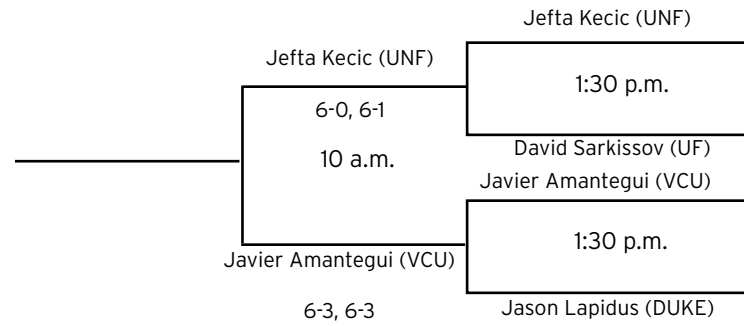 Jefta Kecic (UNF)
Jefta Kecic (UNF)
1:30 p.m.
6-0, 6-1
10 a.m.
David Sarkissov (UF)
Javier Amantegui (VCU)
1:30 p.m.
Javier Amantegui (VCU)
6-3, 6-3
Jason Lapidus (DUKE)